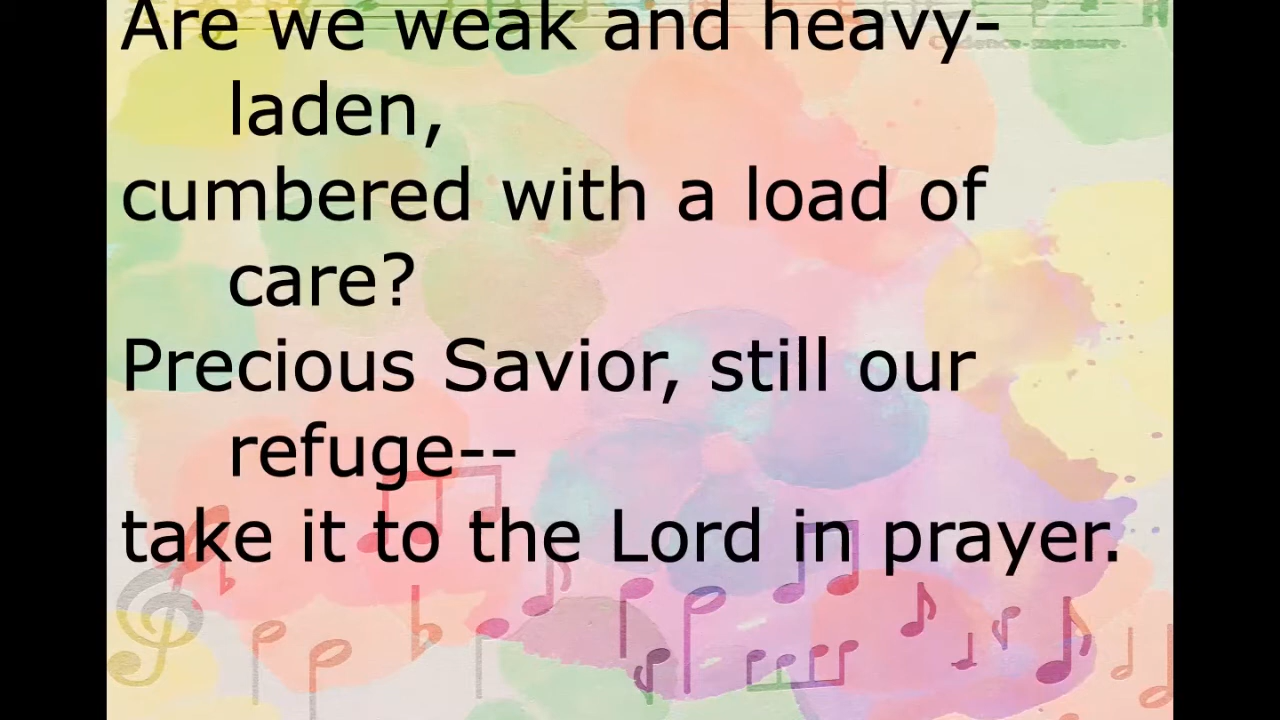 Are we weak and heavy-
laden,
cumbered with a load of
care?
Precious Savior, still our
refuge--
take it to the Lord in prayer.